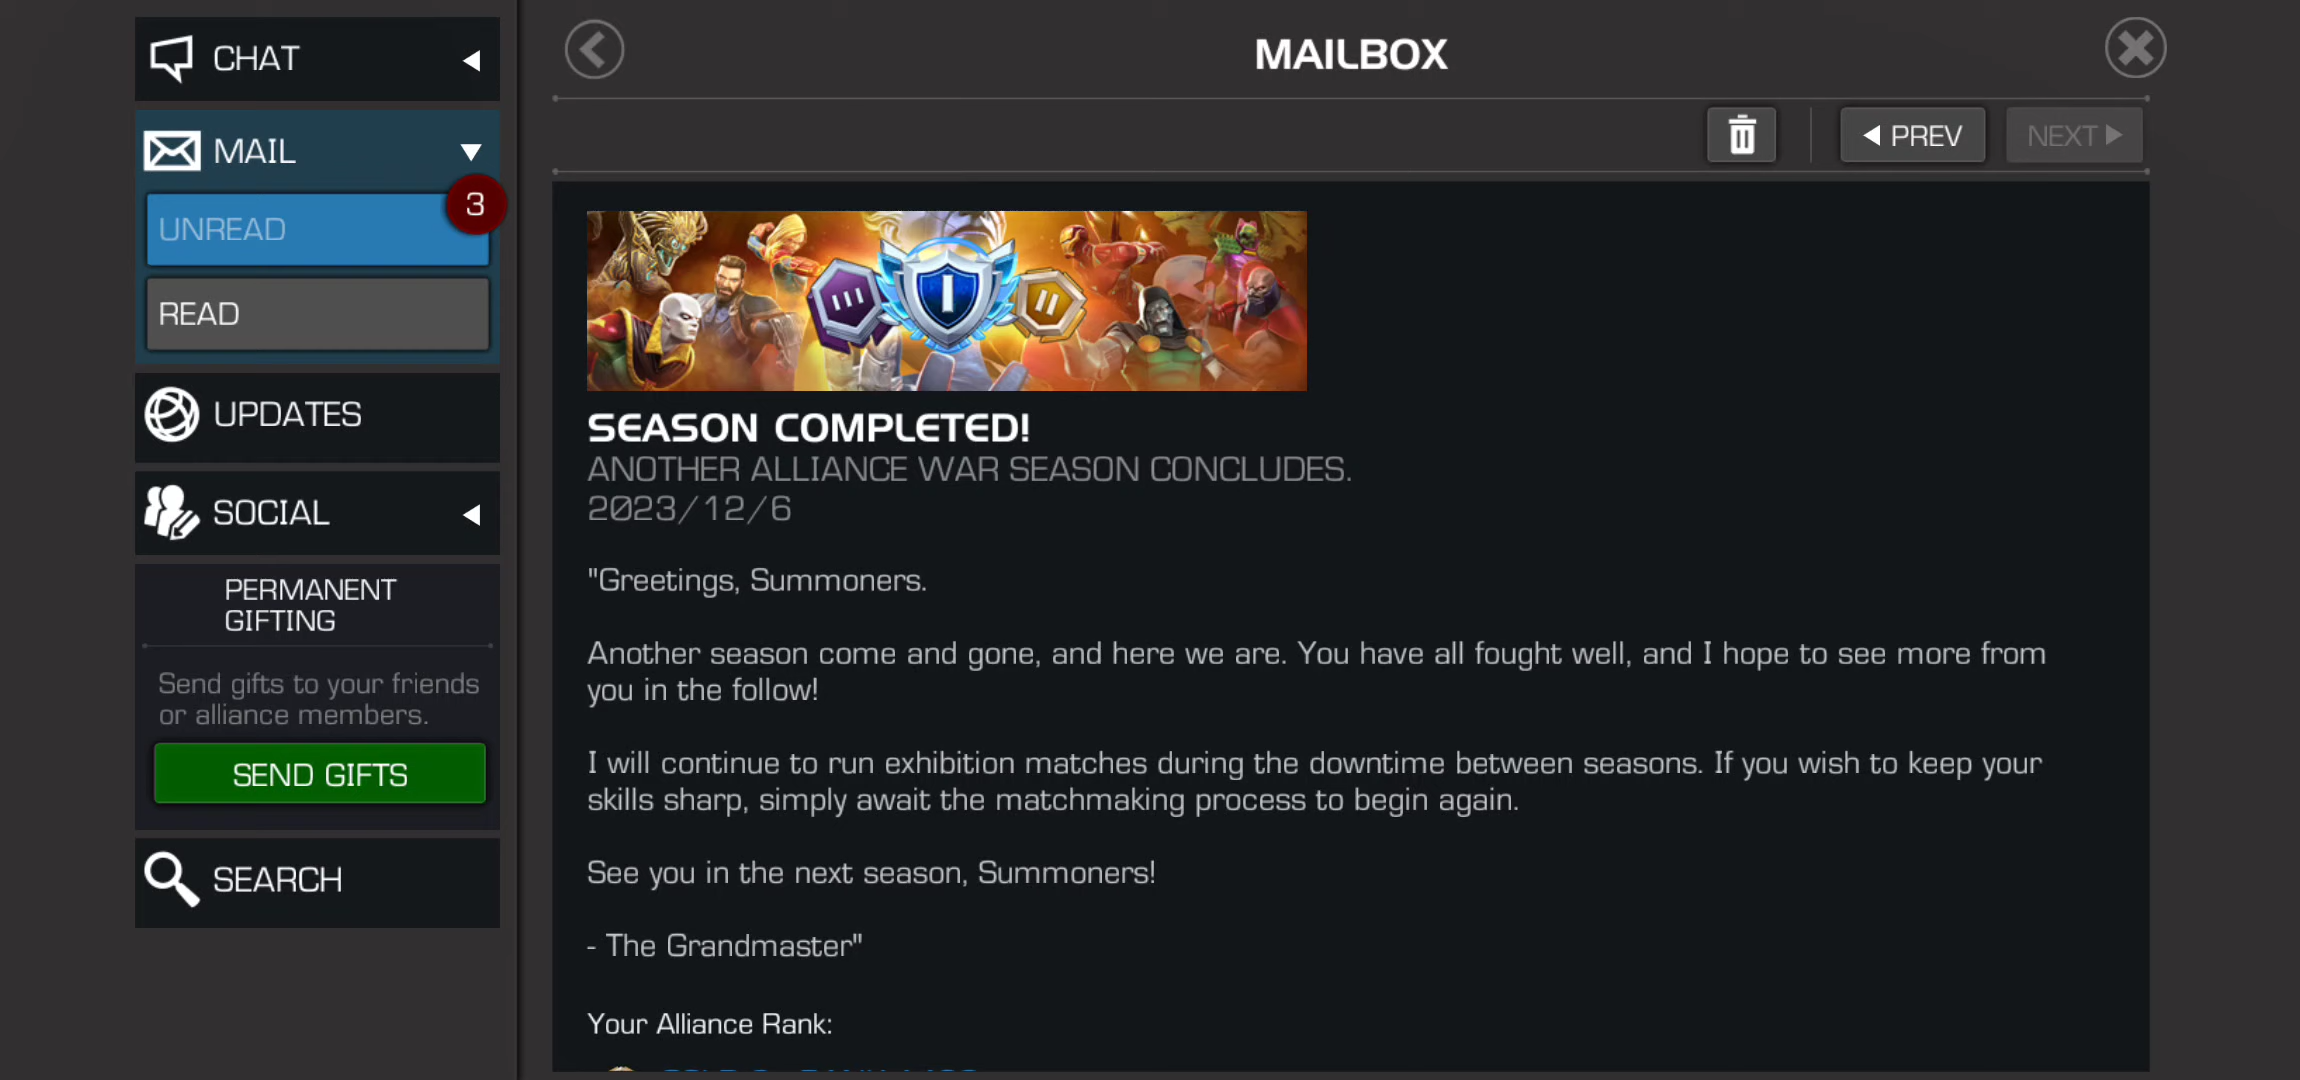 CHAT
MAIL
3
UNREAD
READ
UPDATES
SOCIAL
PERMANENT
GIFTING
Send gifts to your friends
or alliance members.
SEND GIFTS
SEARCH
MAILBOX
PREV
NEXT
III
I
II
SEASON COMPLETED!
ANOTHER ALLIANCE WAR SEASON CONCLUDES.
2023/12/6
"Greetings, Summoners.
Another season come and gone, and here we are. You have all fought well, and I hope to see more from
you in the follow!
I will continue to run exhibition matches during the downtime between seasons. If you wish to keep your
skills sharp, simply await the matchmaking process to begin again.
See you in the next season, Summoners!
- The Grandmaster"
Your Alliance Rank: